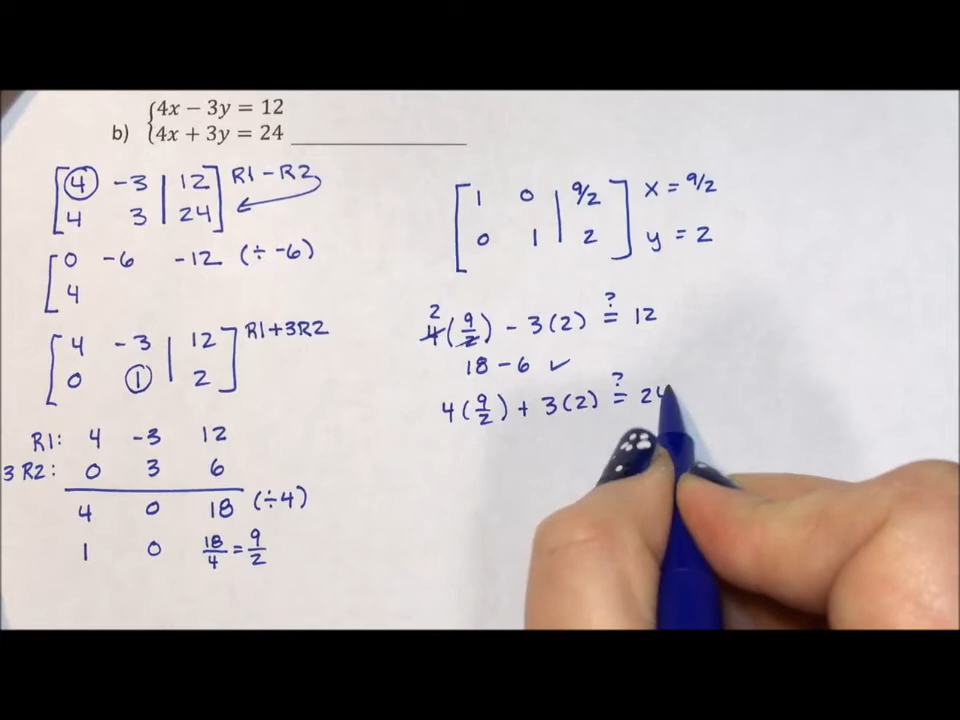 b) {4x − 3y = 12
4x + 3y = 24
[4 -3 | 12] R1 - R2
4 3 | 24
[0 -6 -12 (÷ -6)
4
[4 -3 | 12] R1+3R2
0 1 | 2
R1: 4 -3 12
3 R2: 0 3 6
4 0 18 (÷4)
1 0 18/4 = 9/2
[1 0 | 9/2] x = 9/2
0 1 | 2 y = 2
2
4(9/2) - 3(2) ≟ 12
18 - 6 ✓
4(9/2) + 3(2) ≟ 24